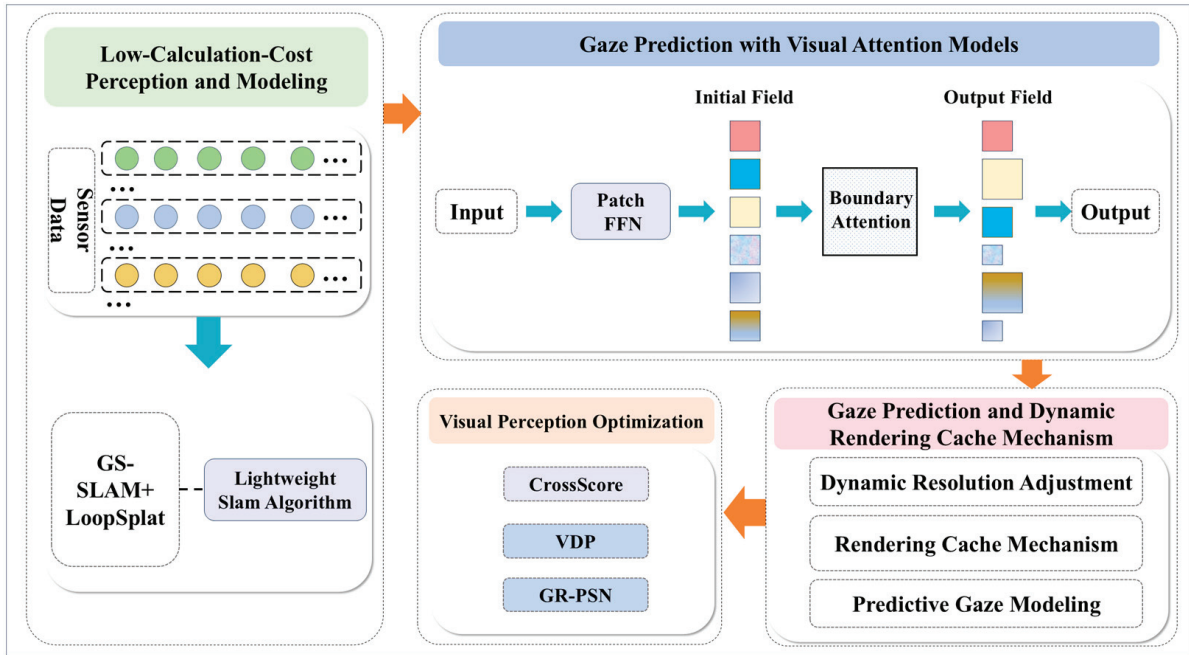 Low-Calculation-Cost
Perception and Modeling
Sensor
Data
...
...
...
...
...
...
GS-
SLAM+
LoopSplat
Lightweight
Slam Algorithm
Gaze Prediction with Visual Attention Models
Initial Field
Output Field
Input
Patch
FFN
Boundary
Attention
Output
Gaze Prediction and Dynamic
Rendering Cache Mechanism
Dynamic Resolution Adjustment
Rendering Cache Mechanism
Predictive Gaze Modeling
Visual Perception Optimization
CrossScore
VDP
GR-PSN